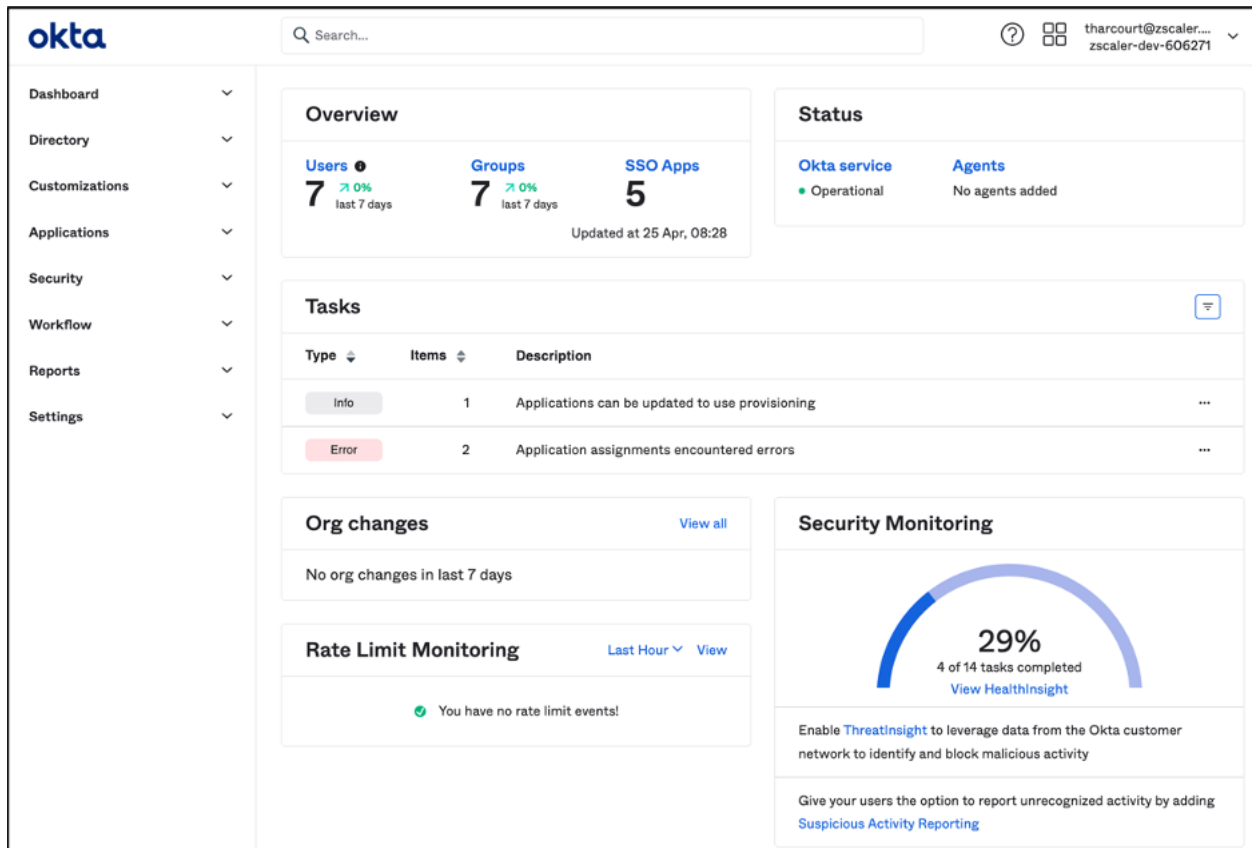 okta
Search...
tharcourt@zscaler....
zscaler-dev-606271
Dashboard
Directory
Customizations
Applications
Security
Workflow
Reports
Settings
Overview
Users
7
0%
last 7 days
Groups
7
0%
last 7 days
SSO Apps
5
Updated at 25 Apr, 08:28
Status
Okta service
Operational
Agents
No agents added
Tasks
Type Items Description
Info 1 Applications can be updated to use provisioning ...
Error 2 Application assignments encountered errors ...
Org changes View all
No org changes in last 7 days
Rate Limit Monitoring Last Hour View
You have no rate limit events!
Security Monitoring
29%
4 of 14 tasks completed
View HealthInsight
Enable ThreatInsight to leverage data from the Okta customer
network to identify and block malicious activity
Give your users the option to report unrecognized activity by adding
Suspicious Activity Reporting